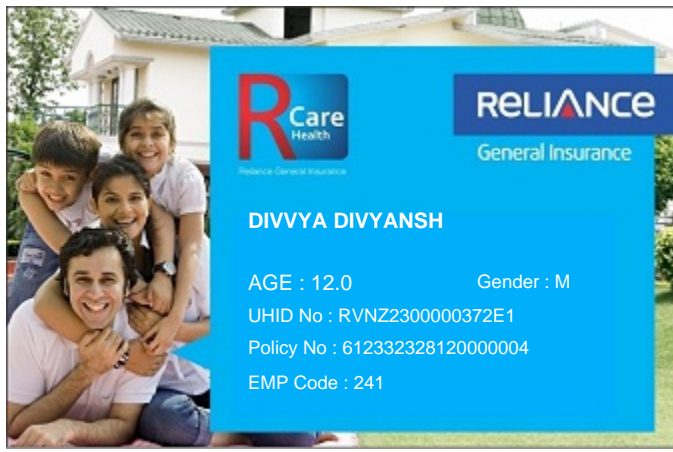 R Care
Health
Reliance General Insurance
RELIANCE
General Insurance
DIVVYA DIVYANSH
AGE : 12.0 Gender : M
UHID No : RVNZ2300000372E1
Policy No : 612332328120000004
EMP Code : 241